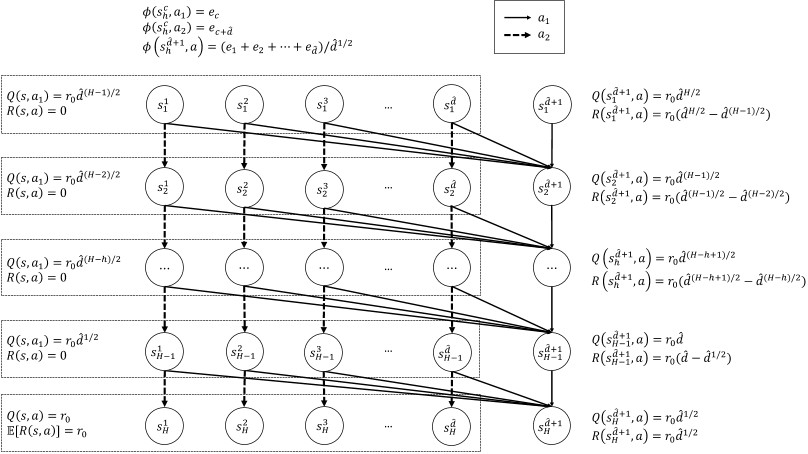 ϕ(s_h^c, a_1) = e_c
ϕ(s_h^c, a_2) = e_{c+d̂}
ϕ(s_h^{d̂+1}, a) = (e_1 + e_2 + ⋯ + e_{d̂})/d̂^{1/2}
a_1
a_2
Q(s, a_1) = r_0 d̂^{(H−1)/2}
R(s, a) = 0
s_1^1 s_1^2 s_1^3 ... s_1^{d̂} s_1^{d̂+1}
Q(s_1^{d̂+1}, a) = r_0 d̂^{H/2}
R(s_1^{d̂+1}, a) = r_0(d̂^{H/2} − d̂^{(H−1)/2})
Q(s, a_1) = r_0 d̂^{(H−2)/2}
R(s, a) = 0
s_2^1 s_2^2 s_2^3 ... s_2^{d̂} s_2^{d̂+1}
Q(s_2^{d̂+1}, a) = r_0 d̂^{(H−1)/2}
R(s_2^{d̂+1}, a) = r_0(d̂^{(H−1)/2} − d̂^{(H−2)/2})
Q(s, a_1) = r_0 d̂^{(H−h)/2}
R(s, a) = 0
... ... ... ... ... ...
Q(s_h^{d̂+1}, a) = r_0 d̂^{(H−h+1)/2}
R(s_h^{d̂+1}, a) = r_0(d̂^{(H−h+1)/2} − d̂^{(H−h)/2})
Q(s, a_1) = r_0 d̂^{1/2}
R(s, a) = 0
s_{H−1}^1 s_{H−1}^2 s_{H−1}^3 ... s_{H−1}^{d̂} s_{H−1}^{d̂+1}
Q(s_{H−1}^{d̂+1}, a) = r_0 d̂
R(s_{H−1}^{d̂+1}, a) = r_0(d̂ − d̂^{1/2})
Q(s, a) = r_0
𝔼[R(s, a)] = r_0
s_H^1 s_H^2 s_H^3 ... s_H^{d̂} s_H^{d̂+1}
Q(s_H^{d̂+1}, a) = r_0 d̂^{1/2}
R(s_H^{d̂+1}, a) = r_0 d̂^{1/2}